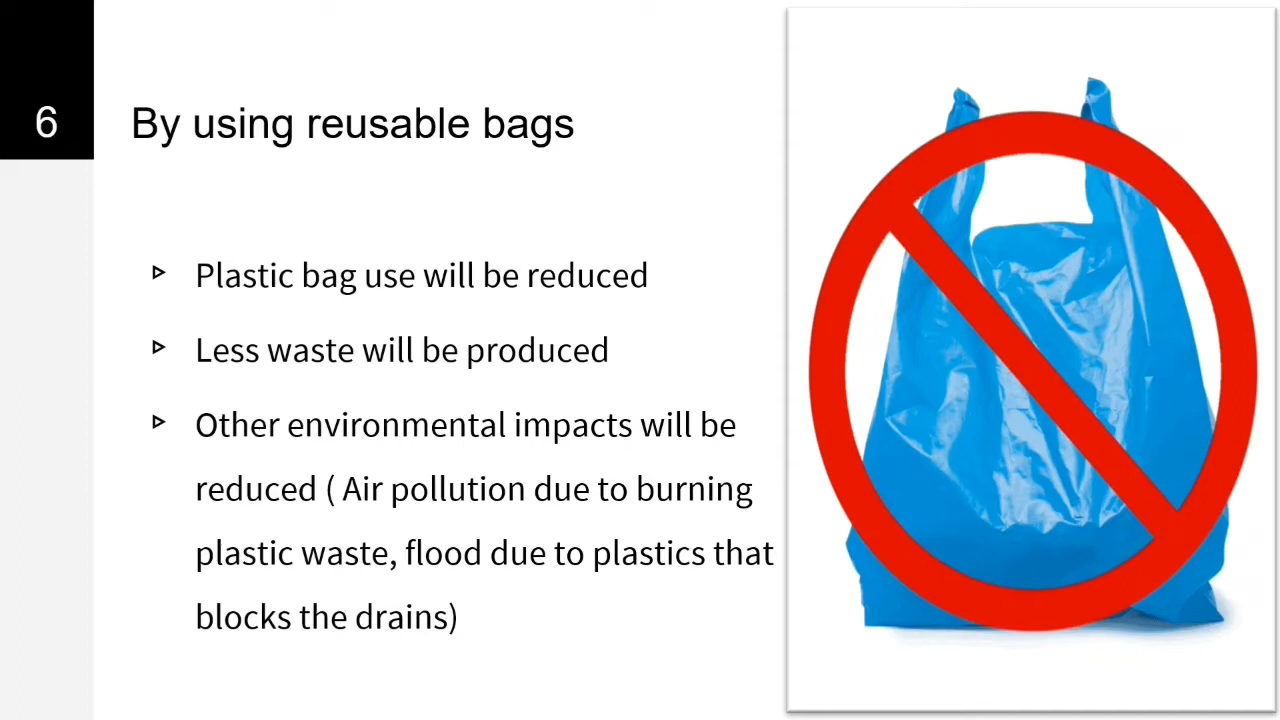 6
By using reusable bags
▹ Plastic bag use will be reduced
▹ Less waste will be produced
▹ Other environmental impacts will be
reduced ( Air pollution due to burning
plastic waste, flood due to plastics that
blocks the drains)